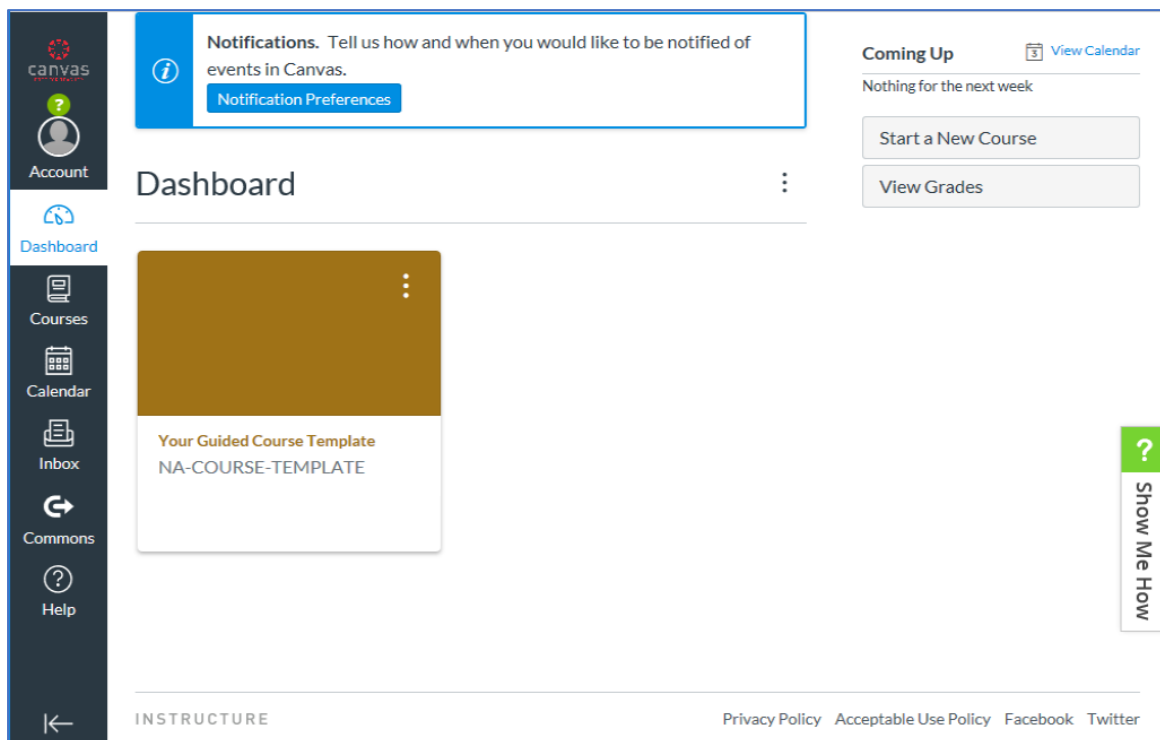 canvas
?
Account
Dashboard
Courses
Calendar
Inbox
Commons
?
Help
i
Notifications. Tell us how and when you would like to be notified of
events in Canvas.
Notification Preferences
Dashboard
Your Guided Course Template
NA-COURSE-TEMPLATE
Coming Up
3 View Calendar
Nothing for the next week
Start a New Course
View Grades
?
Show Me How
INSTRUCTURE
Privacy Policy Acceptable Use Policy Facebook Twitter